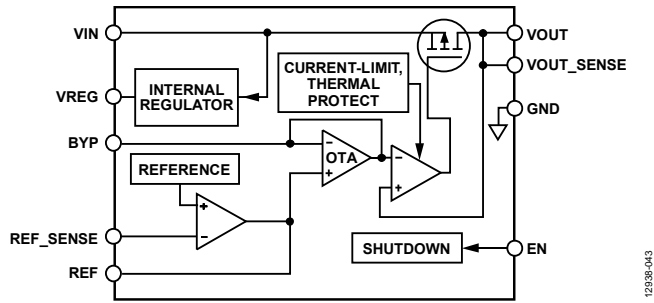 VIN
VOUT
VOUT_SENSE
CURRENT-LIMIT,
THERMAL
PROTECT
INTERNAL
REGULATOR
VREG
GND
BYP
–
OTA
+
–
+
REFERENCE
+
–
REF_SENSE
REF
SHUTDOWN
EN
12938-043